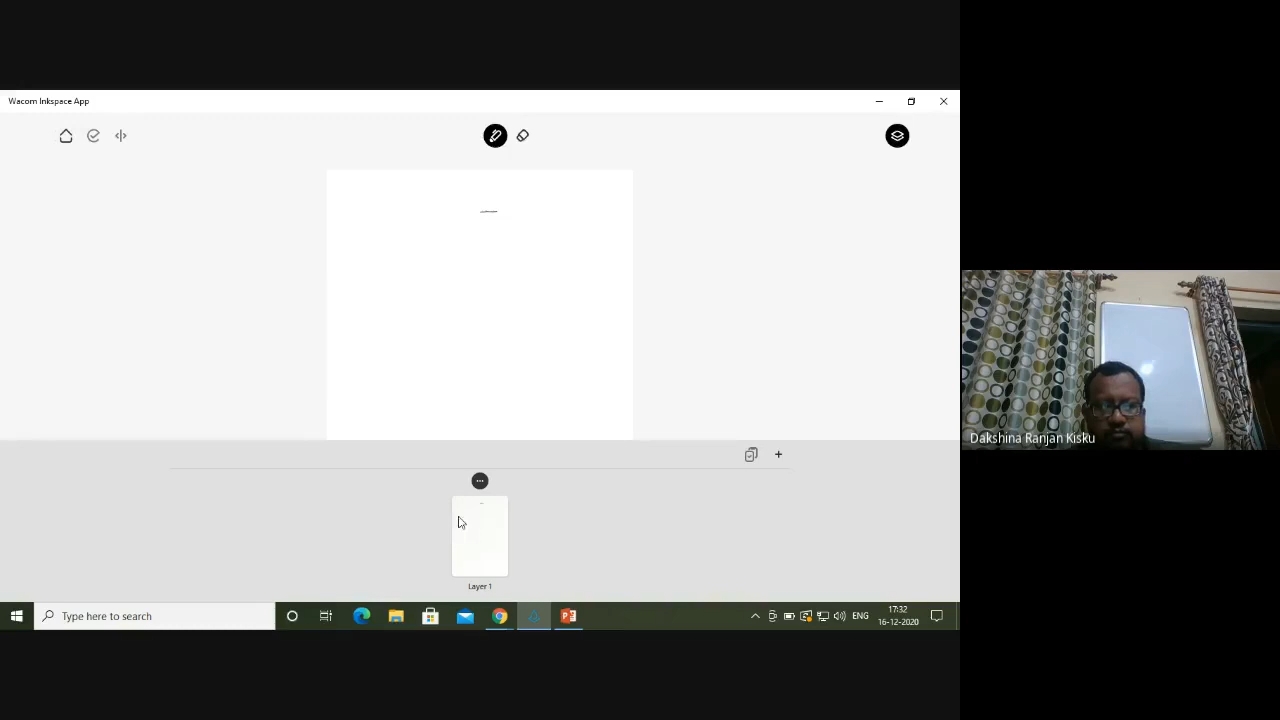 Wacom Inkspace App
Dakshina Ranjan Kisku
Layer 1
Type here to search
ENG
17:32
16-12-2020